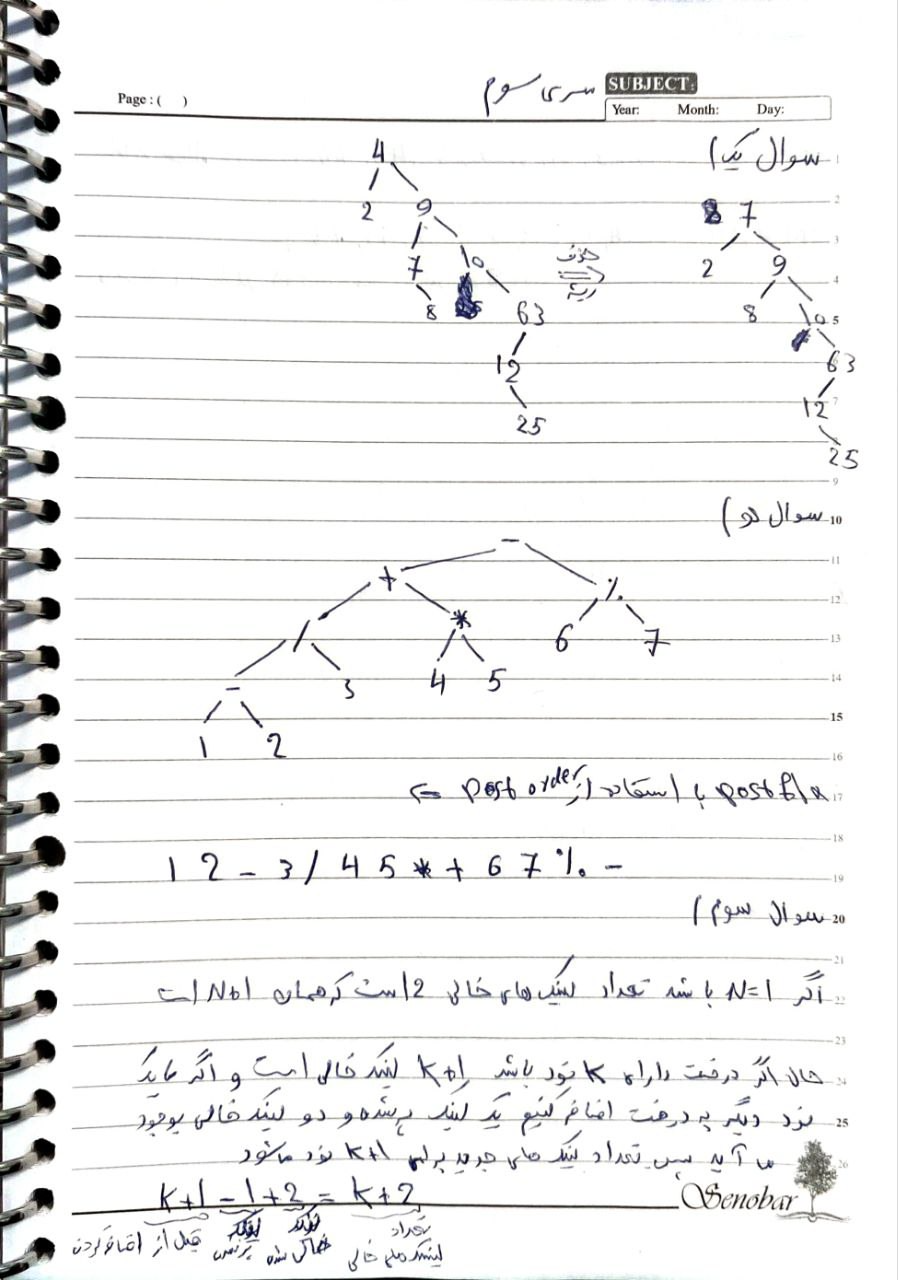 Page : ( )
سری سوم
SUBJECT:
Year: Month: Day:
سوال یک)
4
2 9
7 10
8 63
12
25
حذف
ریشه
7
2 9
8 10
63
12
25
سوال دو)
-
+ %
/ * 6 7
- 3 4 5
1 2
postfix با استفاده از post order ←
1 2 - 3 / 4 5 * + 6 7 % -
سوال سوم)
اگر N=1 باشد تعداد لینک های خالی 2 است که همان N+1 است
حال اگر درخت دارای K نود باشد K+1 لینک خالی است و اگر ما یک
نود دیگر به درخت اضافه کنیم یک لینک پر شده و دو لینک خالی بوجود
می آید پس تعداد لینک های جدید برای K+1 نود می شود
K+1 - 1 + 2 = K+2
قبل از اضافه کردن
لینک
پر شده
لینک
تعداد
لینک های خالی
Senobar
1
2
3
4
5
7
9
10
11
12
13
14
15
16
17
18
19
20
21
22
23
24
25
26